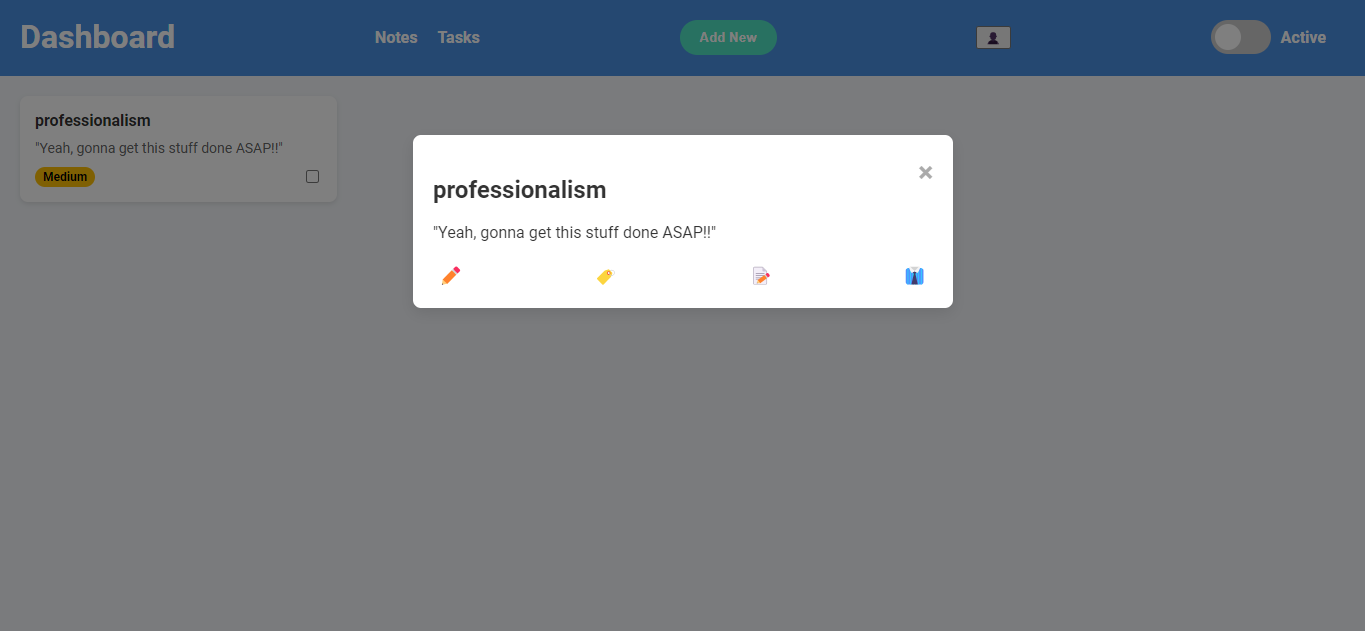 Dashboard
Notes
Tasks
Add New
Active
professionalism
"Yeah, gonna get this stuff done ASAP!!"
Medium
×
professionalism
"Yeah, gonna get this stuff done ASAP!!"